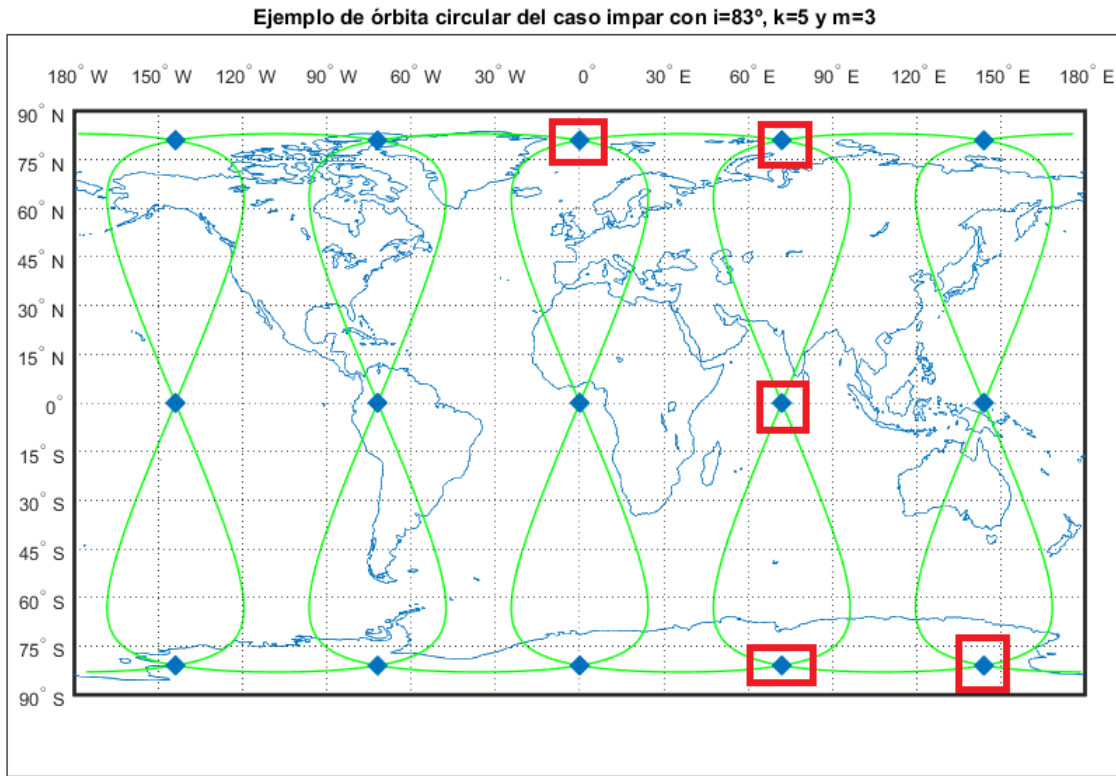 Ejemplo de órbita circular del caso impar con i=83º, k=5 y m=3
180° W 150° W 120° W 90° W 60° W 30° W 0° 30° E 60° E 90° E 120° E 150° E 180° E
90° N
75° N
60° N
45° N
30° N
15° N
0°
15° S
30° S
45° S
60° S
75° S
90° S